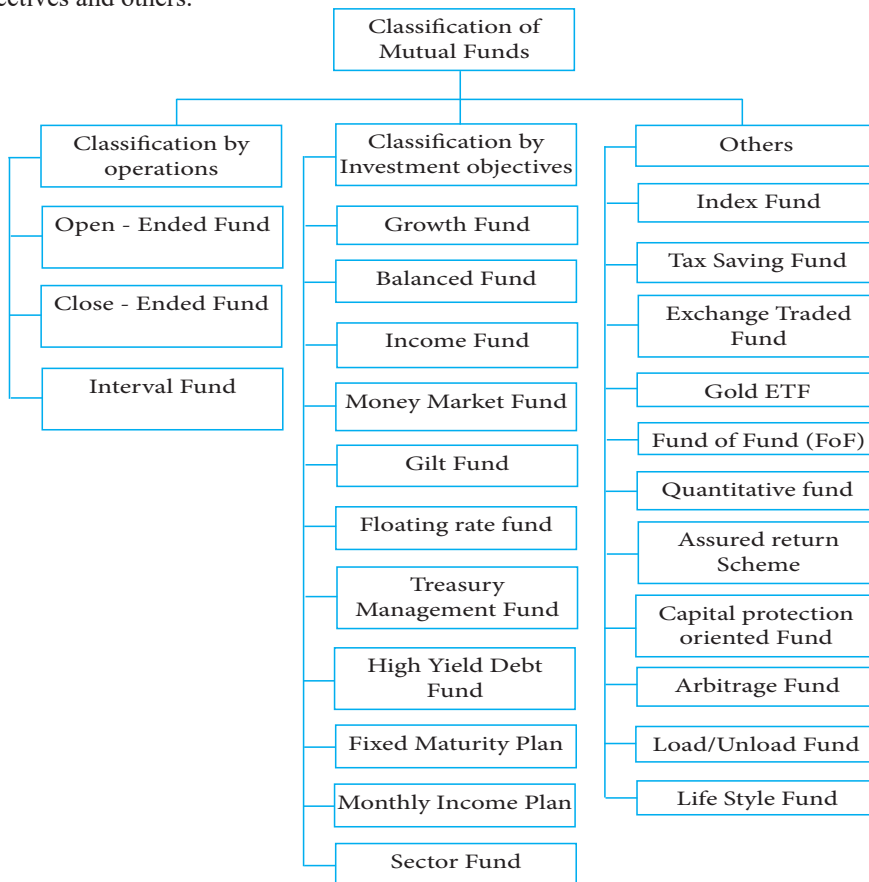 ectives and others.
Classification of
Mutual Funds
Classification by
operations
Open - Ended Fund
Close - Ended Fund
Interval Fund
Classification by
Investment objectives
Growth Fund
Balanced Fund
Income Fund
Money Market Fund
Gilt Fund
Floating rate fund
Treasury
Management Fund
High Yield Debt
Fund
Fixed Maturity Plan
Monthly Income Plan
Sector Fund
Others
Index Fund
Tax Saving Fund
Exchange Traded
Fund
Gold ETF
Fund of Fund (FoF)
Quantitative fund
Assured return
Scheme
Capital protection
oriented Fund
Arbitrage Fund
Load/Unload Fund
Life Style Fund